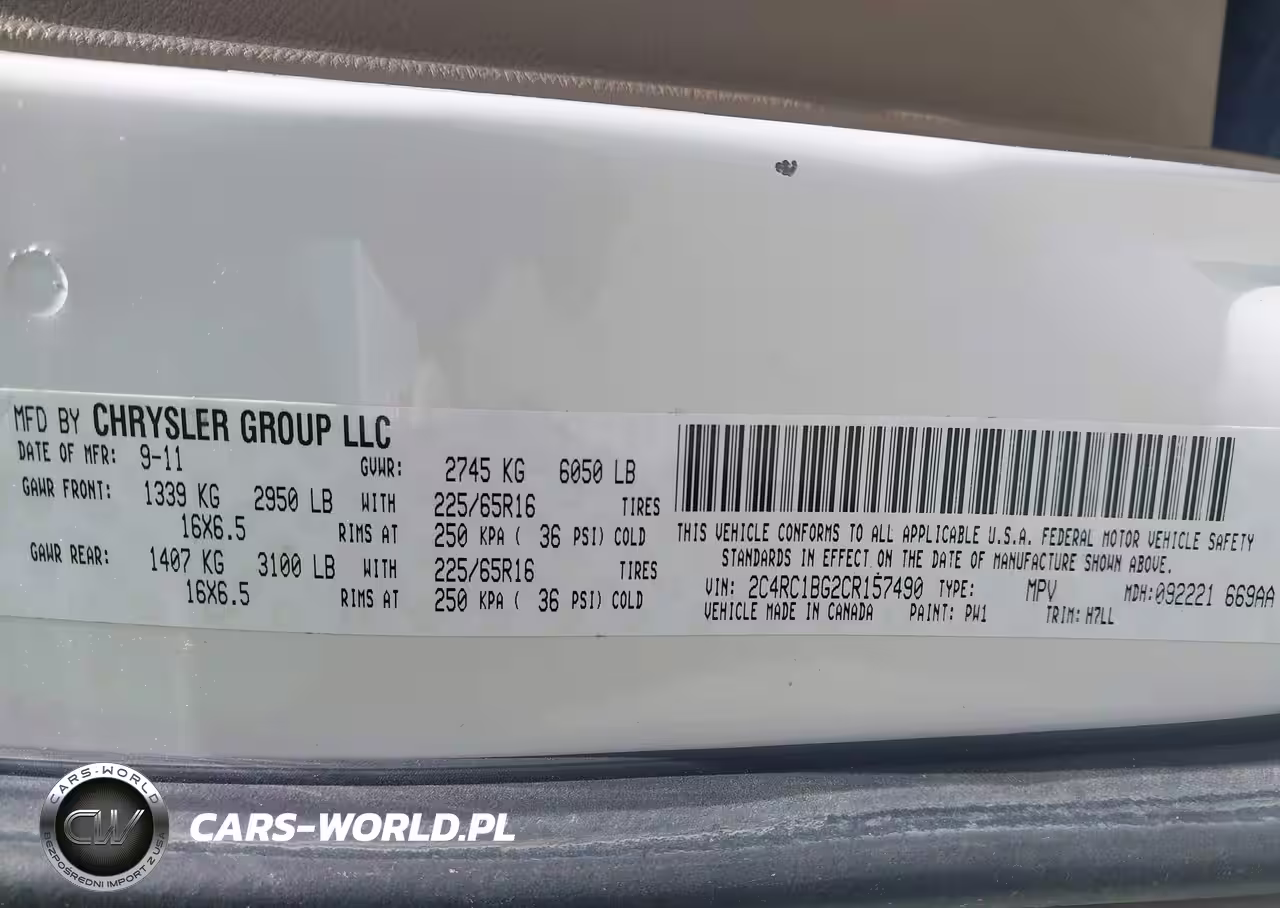 MFD BY CHRYSLER GROUP LLC
DATE OF MFR: 9-11 GVWR: 2745 KG 6050 LB
GAWR FRONT: 1339 KG 2950 LB WITH 225/65R16 TIRES
16X6.5 RIMS AT 250 KPA ( 36 PSI) COLD
GAWR REAR: 1407 KG 3100 LB WITH 225/65R16 TIRES
16X6.5 RIMS AT 250 KPA ( 36 PSI) COLD
THIS VEHICLE CONFORMS TO ALL APPLICABLE U.S.A. FEDERAL MOTOR VEHICLE SAFETY
STANDARDS IN EFFECT ON THE DATE OF MANUFACTURE SHOWN ABOVE.
VIN: 2C4RC1BG2CR157490 TYPE: MPV MDH:092221 669AA
VEHICLE MADE IN CANADA PAINT: PW1 TRIM: H7LL
CARS-WORLD
CW
BEZPOŚREDNI IMPORT Z USA
CARS-WORLD.PL